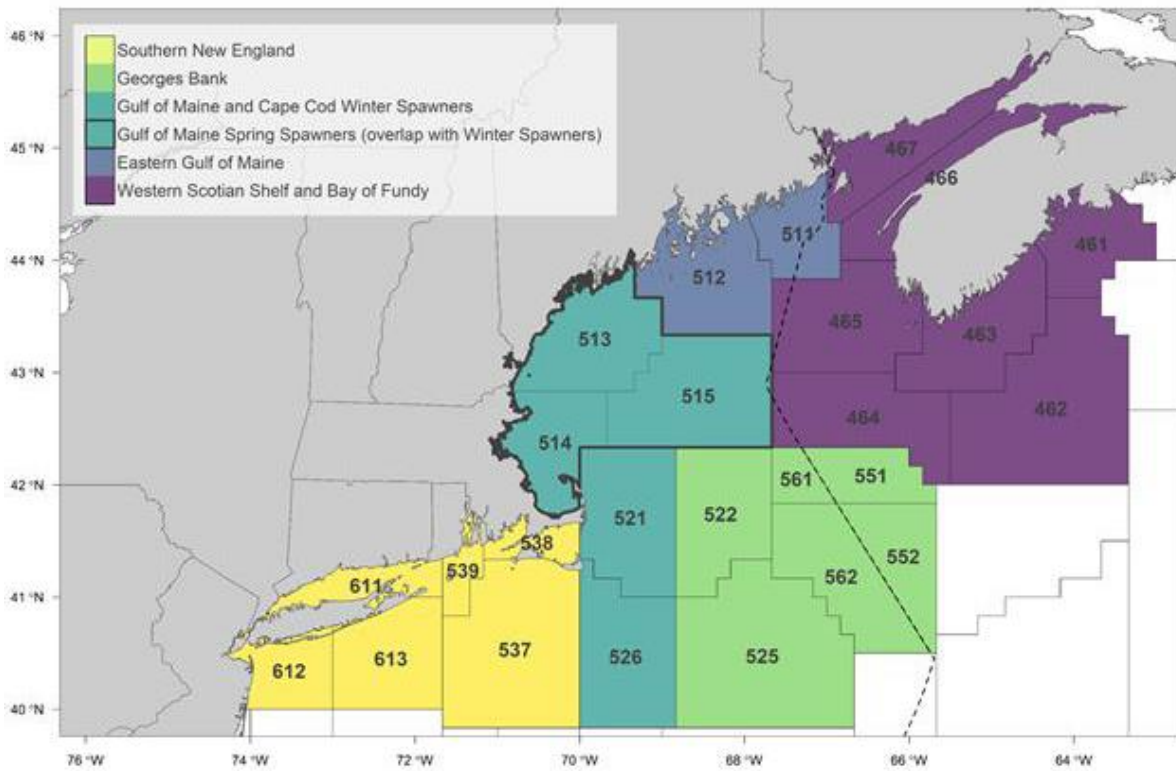 46 °N
45 °N
44 °N
43 °N
42 °N
41 °N
40 °N
Southern New England
Georges Bank
Gulf of Maine and Cape Cod Winter Spawners
Gulf of Maine Spring Spawners (overlap with Winter Spawners)
Eastern Gulf of Maine
Western Scotian Shelf and Bay of Fundy
467
466
511
461
512
513
465
463
515
464
462
514
561
551
521
522
538
539
552
611
562
612
613
537
526
525
76 °W
74 °W
72 °W
70 °W
68 °W
66 °W
64 °W